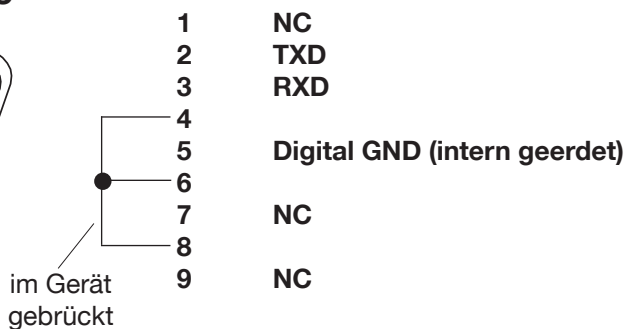 1 NC
2 TXD
3 RXD
4
5 Digital GND (intern geerdet)
6
7 NC
8
9 NC
im Gerät
gebrückt